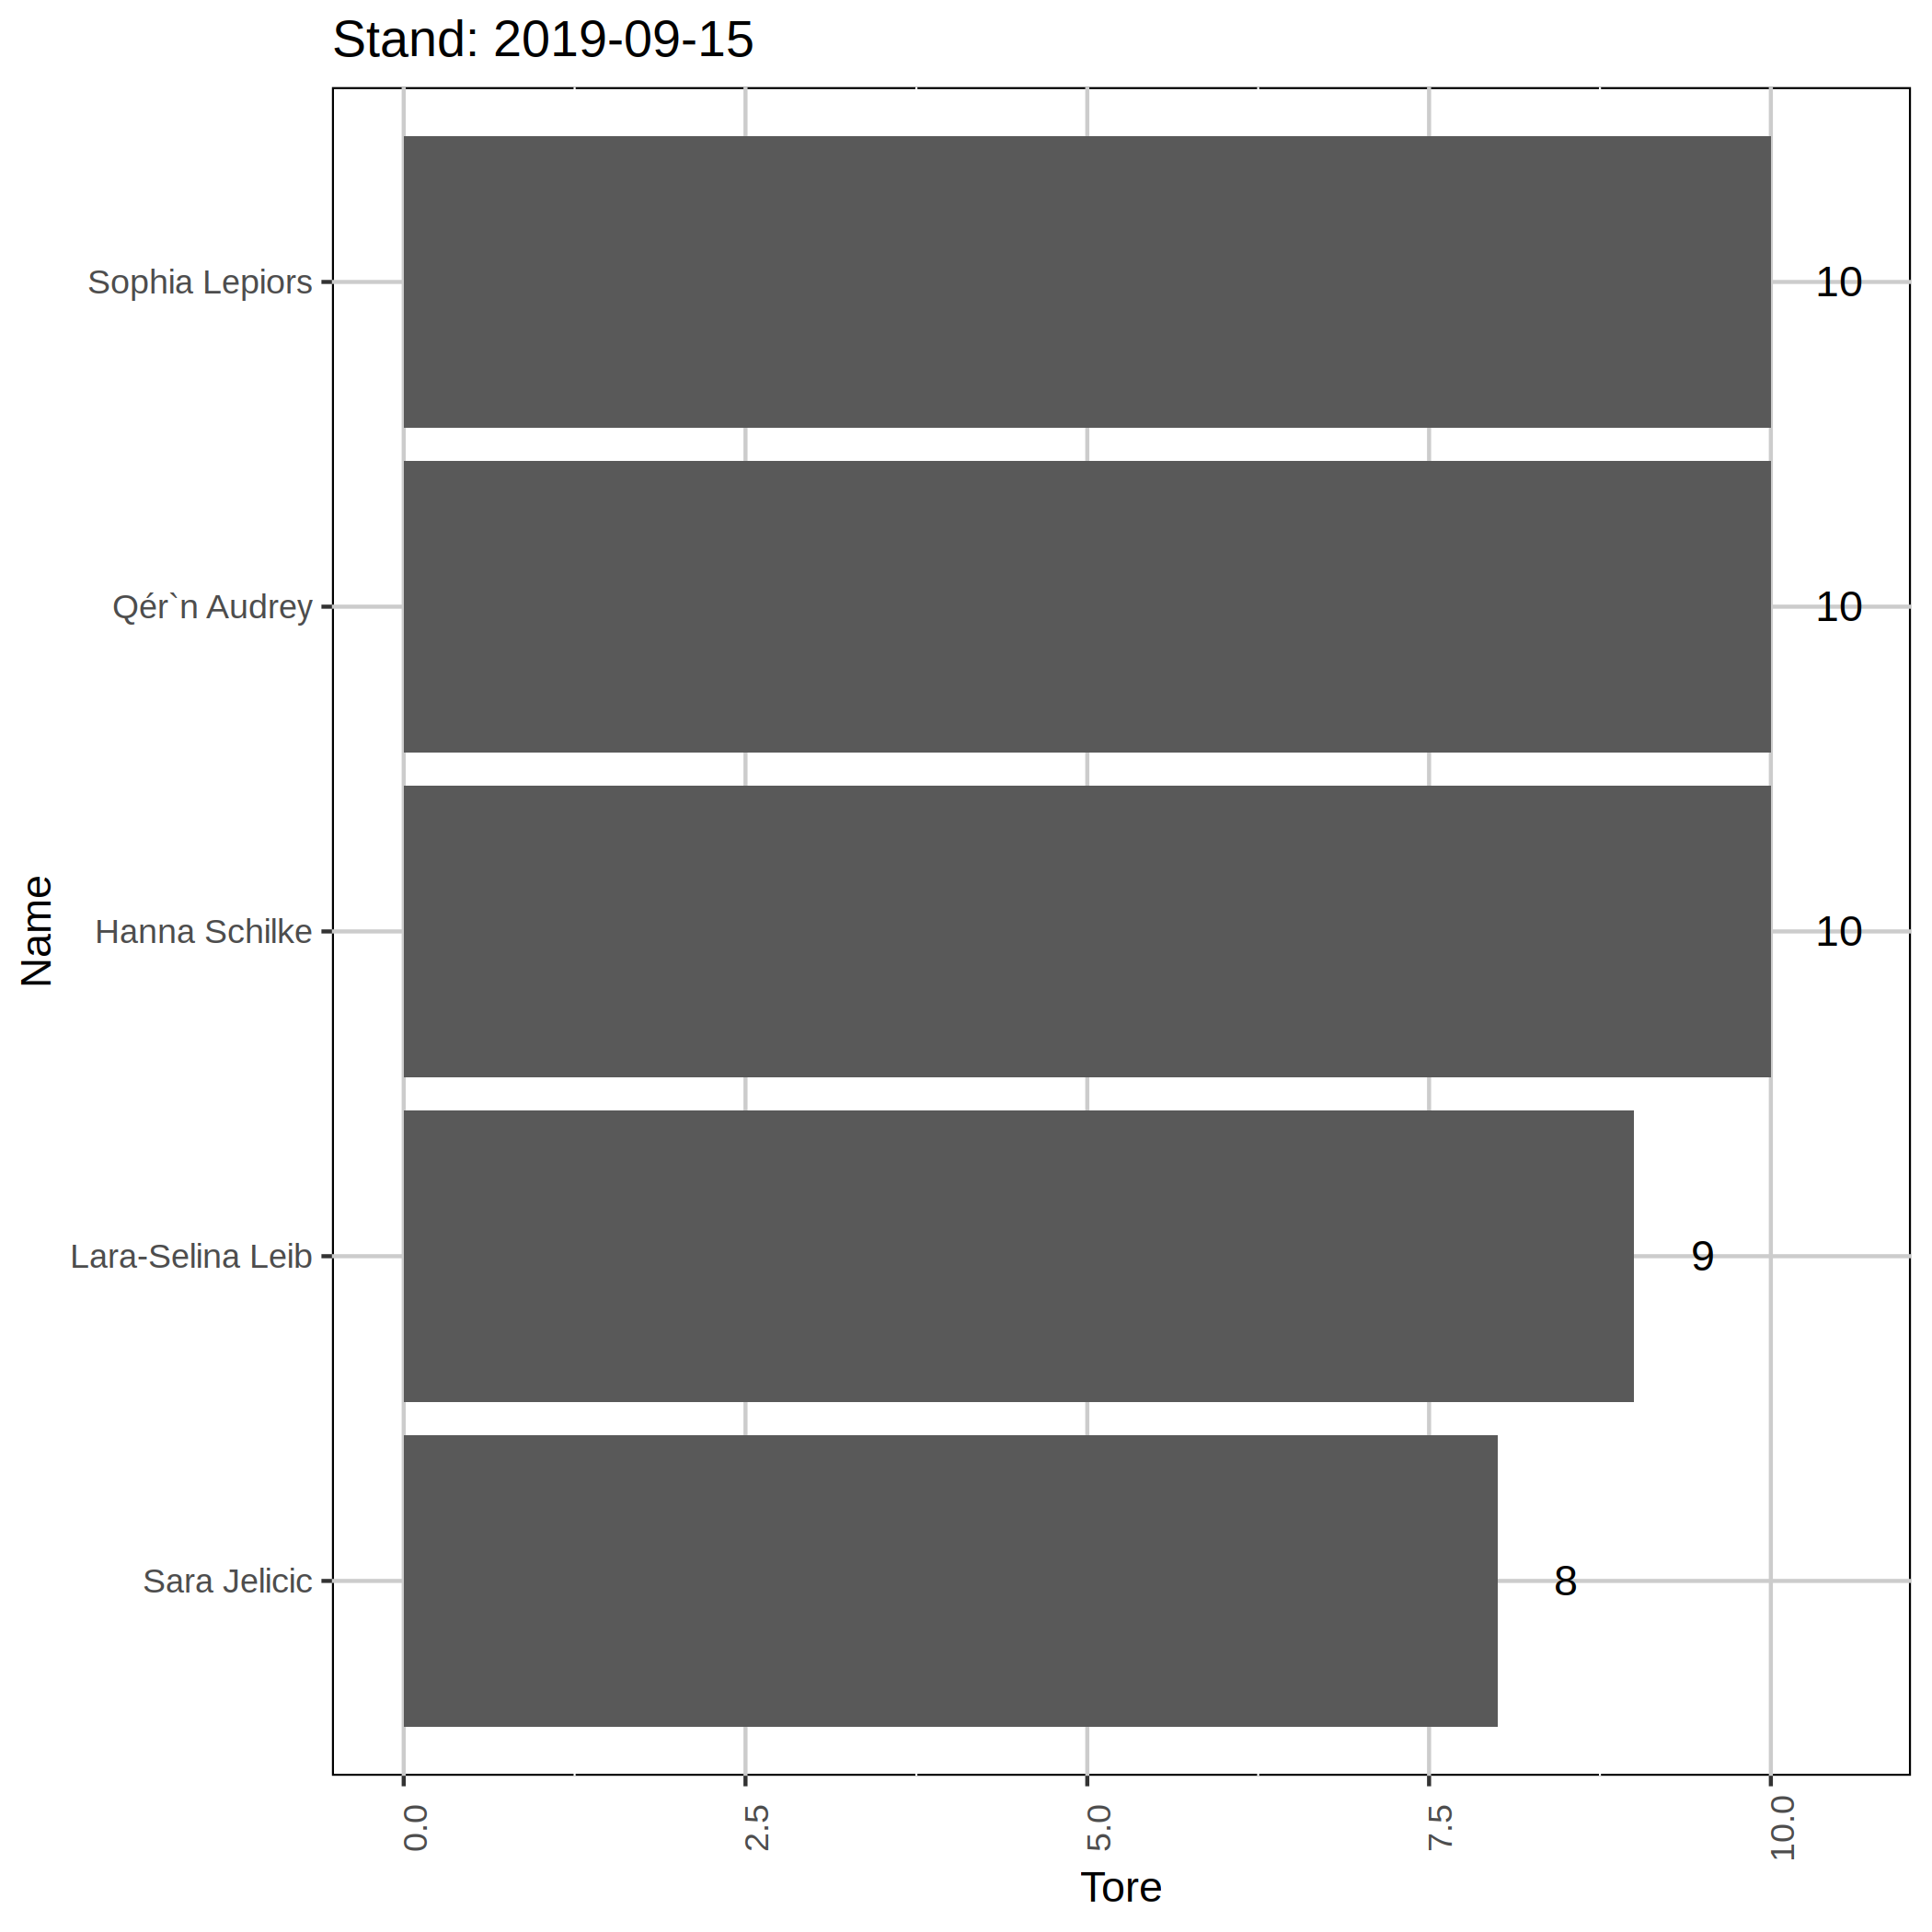 Stand: 2019-09-15
Sophia Lepiors
10
Qér`n Audrey
10
Hanna Schilke
10
Lara-Selina Leib
9
Sara Jelicic
8
Name
0.0
2.5
5.0
7.5
10.0
Tore